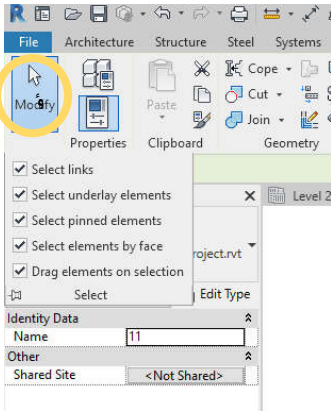 File Architecture Structure Steel Systems
Modify
Paste
Cope
Cut
Join
Properties Clipboard Geometry
Select links
Select underlay elements
Select pinned elements
Select elements by face
Drag elements on selection
Select
Level 2
roject.rvt
Edit Type
Identity Data
Name 11
Other
Shared Site <Not Shared>